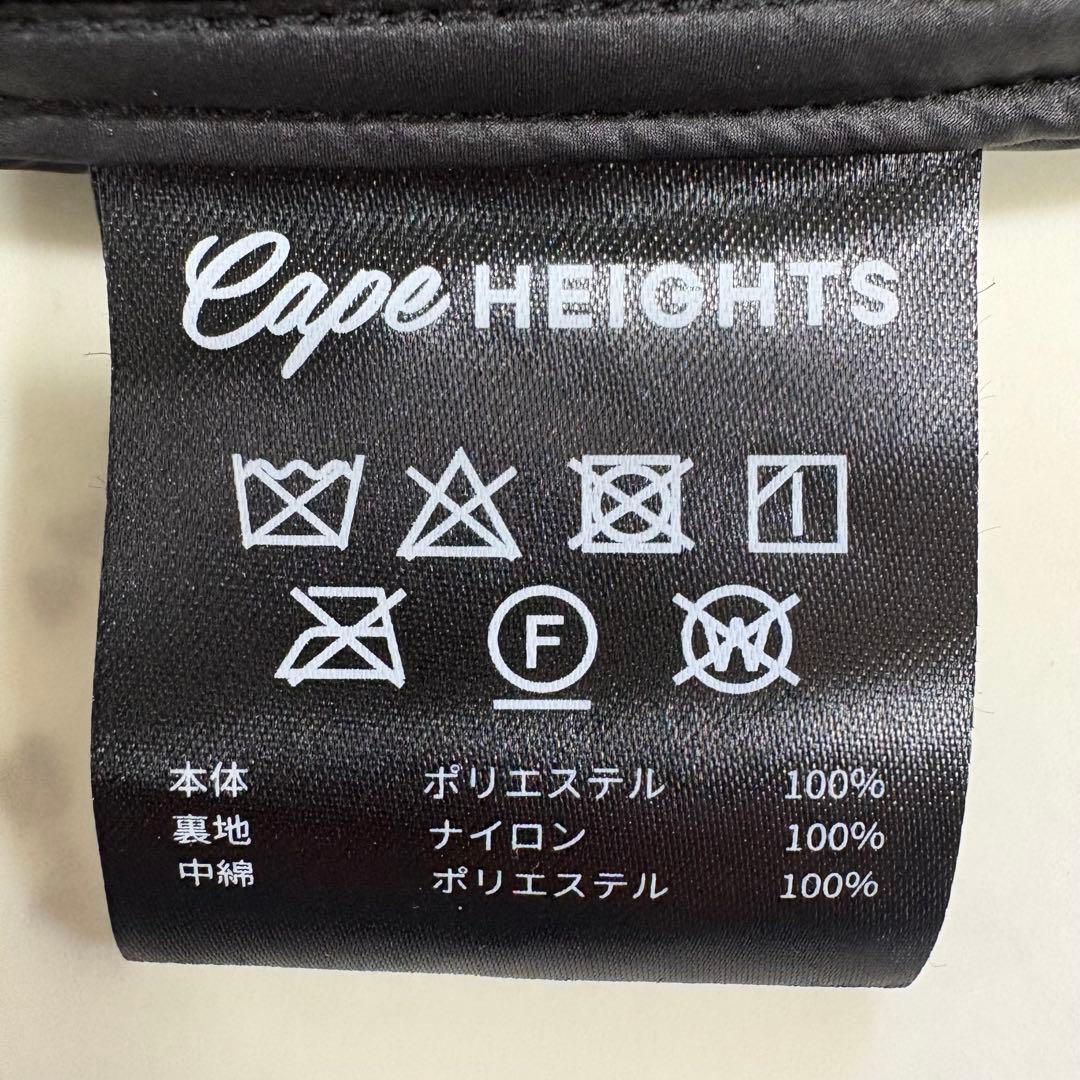 Cape HEIGHTS
F W
本体 ポリエステル 100%
裏地 ナイロン 100%
中綿 ポリエステル 100%